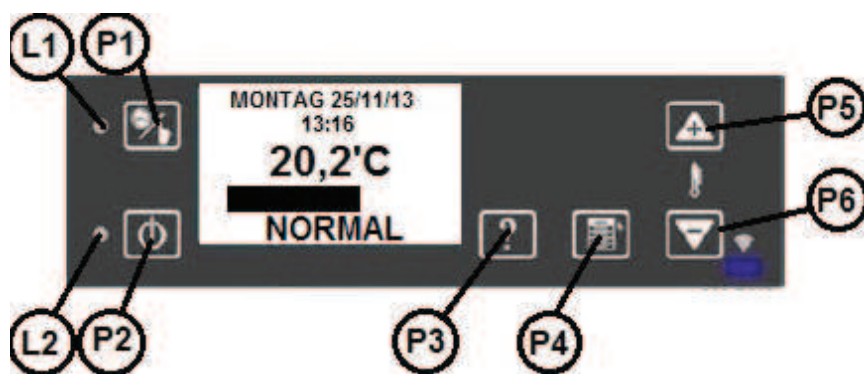 L1
P1
MONTAG 25/11/13
13:16
20,2'C
NORMAL
P5
P6
L2
P2
?
P3
P4
+
-